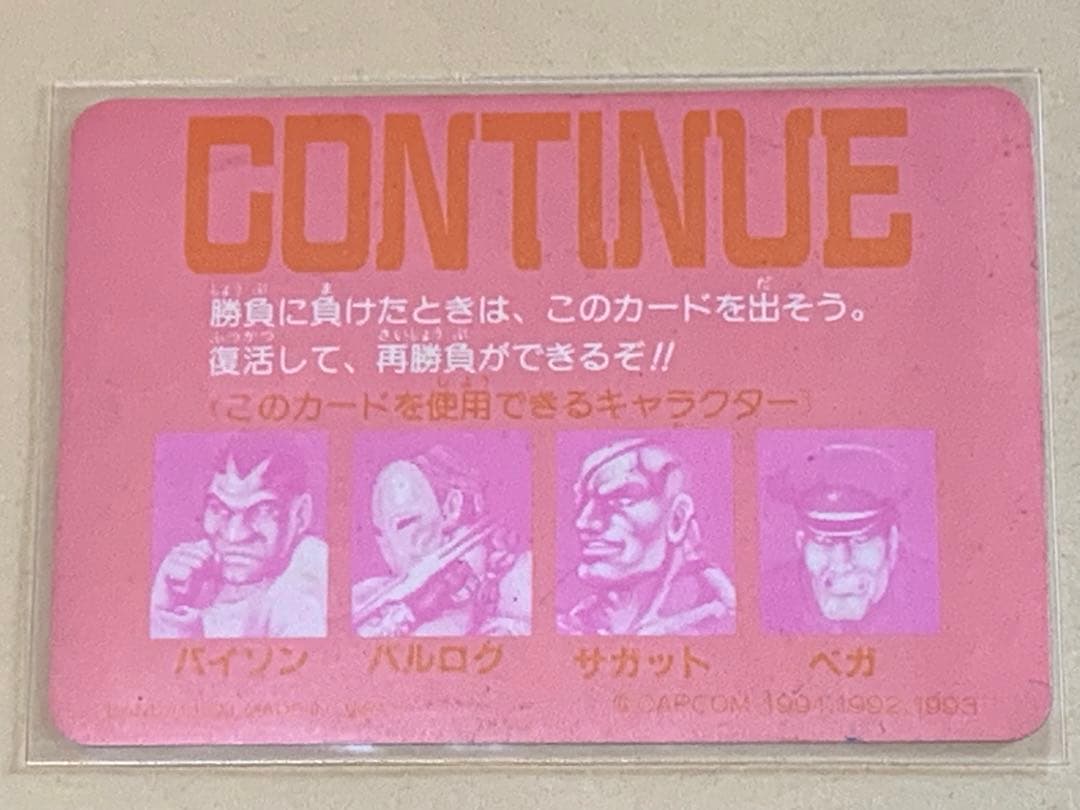 CONTINUE
勝負に負けたときは、このカードを出そう。
復活して、再勝負ができるぞ!!
(このカードを使用できるキャラクター)
バイソン バルログ サガット ベガ
©CAPCOM 1991,1992,1993